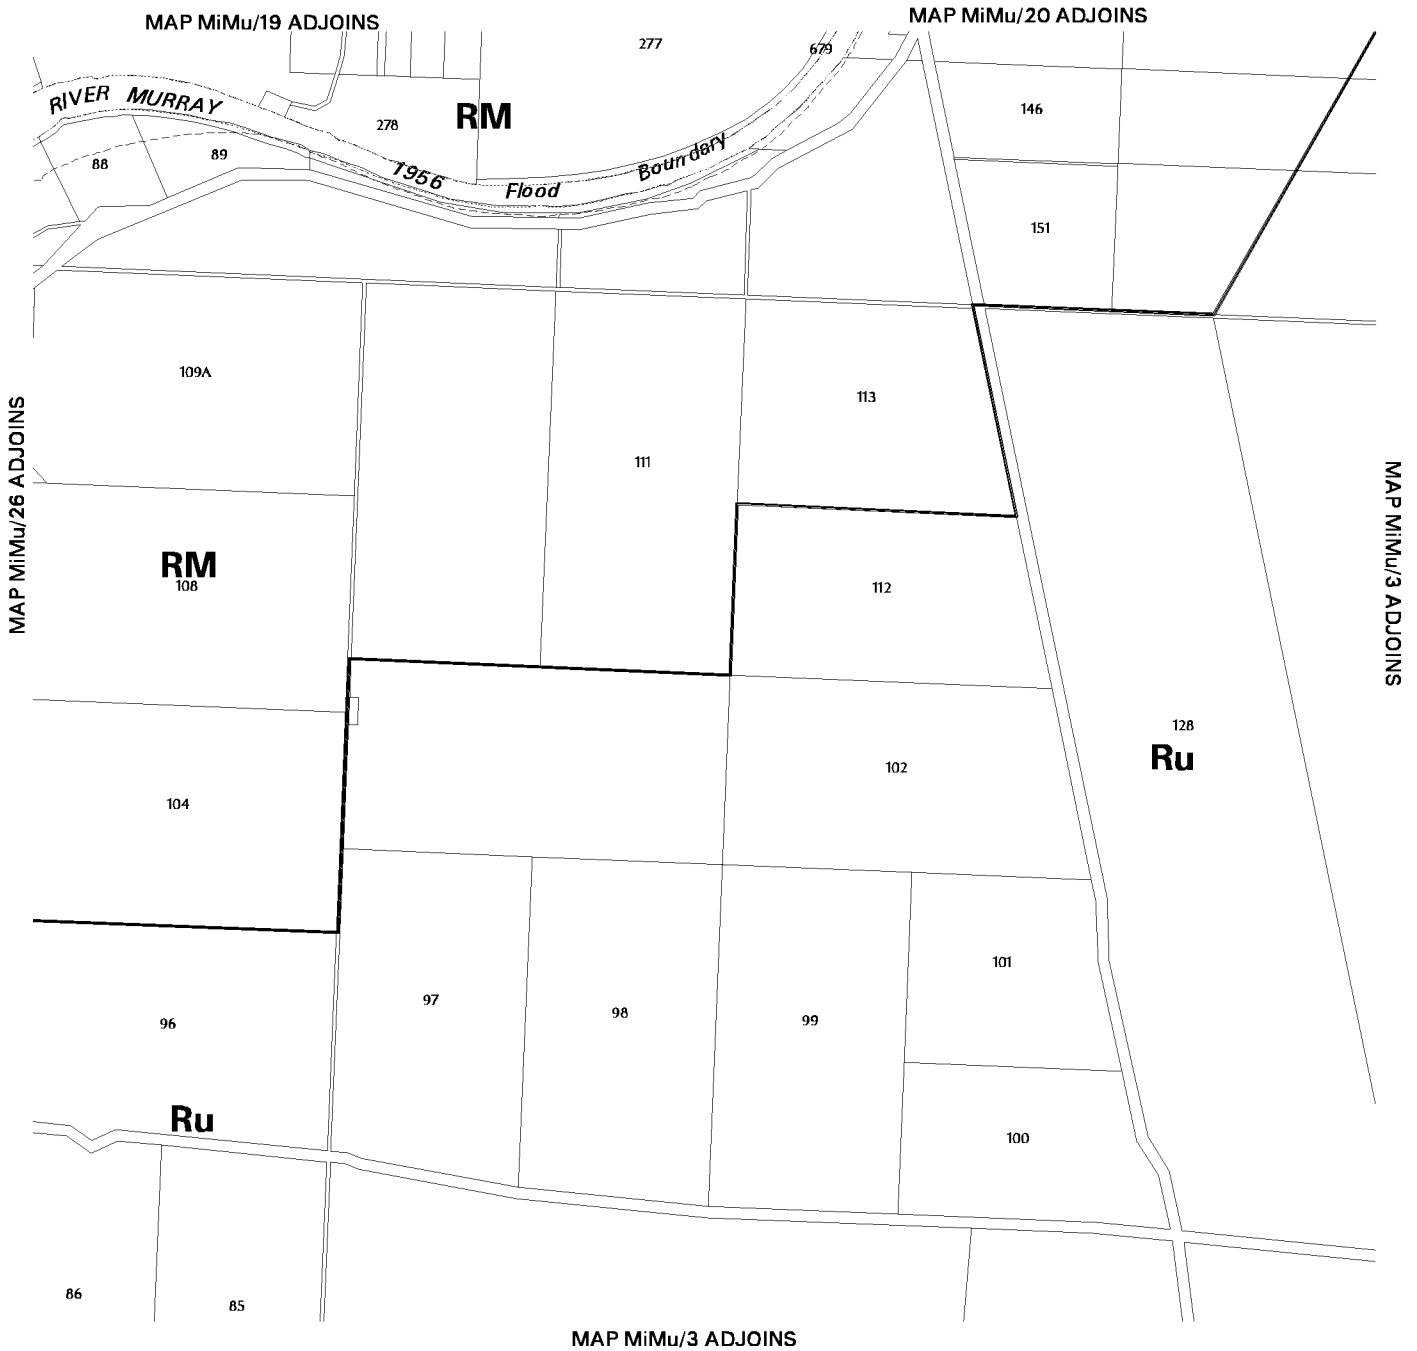 MAP MiMu/19 ADJOINS
MAP MiMu/20 ADJOINS
277
679
RIVER MURRAY
RM
278
146
88
89
1956 Flood Boundary
151
109A
113
MAP MiMu/26 ADJOINS
111
MAP MiMu/3 ADJOINS
RM
108
112
128
Ru
102
104
101
97
98
99
96
Ru
100
86
85
MAP MiMu/3 ADJOINS